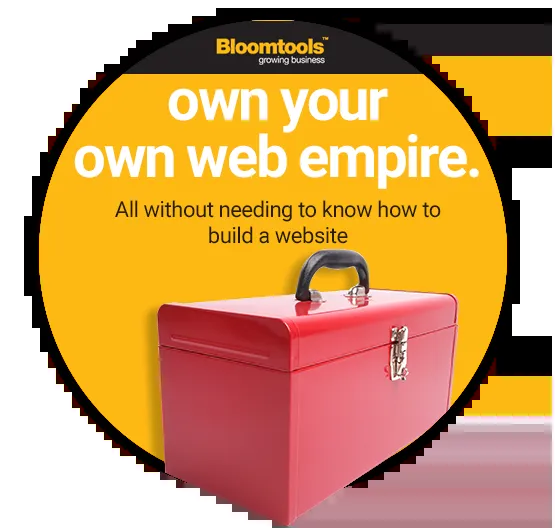 Bloomtools™
growing business
own your
own web empire.
All without needing to know how to
build a website